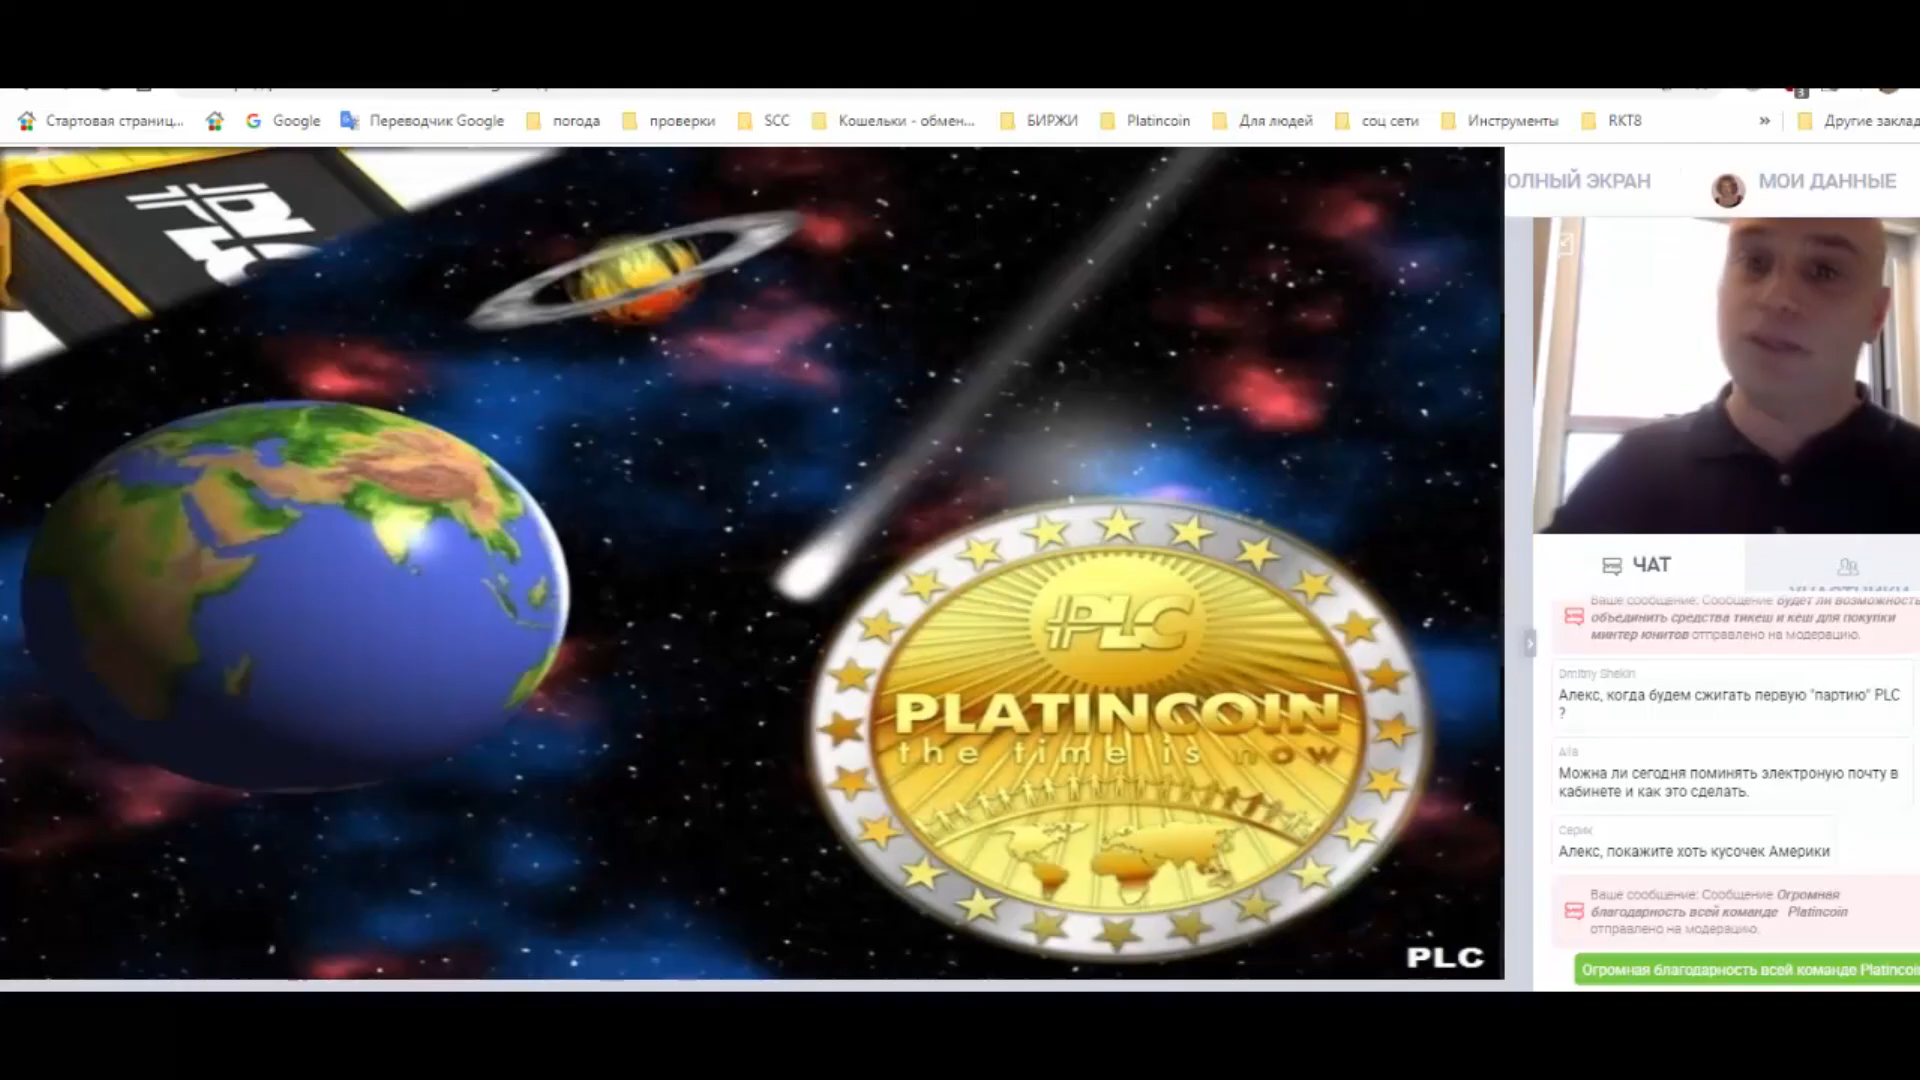 Стартовая страниц...
Google
Переводчик Google
погода
проверки
SCC
Кошельки - обмен...
БИРЖИ
Platincoin
Для людей
соц сети
Инструменты
RKT8
»
Другие заклад
3
PLC
ОЛНЫЙ ЭКРАН
МОИ ДАННЫЕ
PLC
PLATINCOIN
the time is now
PLC
ЧАТ
Ваше сообщение: Сообщение Будет ли возможность
объединить средства тикеш и кеш для покупки
минтер юнитов отправлено на модерацию.
Dmitriy Shekin
Алекс, когда будем сжигать первую "партию" PLC
?
Alla
Можна ли сегодня поминять электроную почту в
кабинете и как это сделать.
Серик
Алекс, покажите хоть кусочек Америки
Ваше сообщение: Сообщение Огромная
благодарность всей команде Platincoin
отправлено на модерацию.
Огромная благодарность всей команде Platincoin